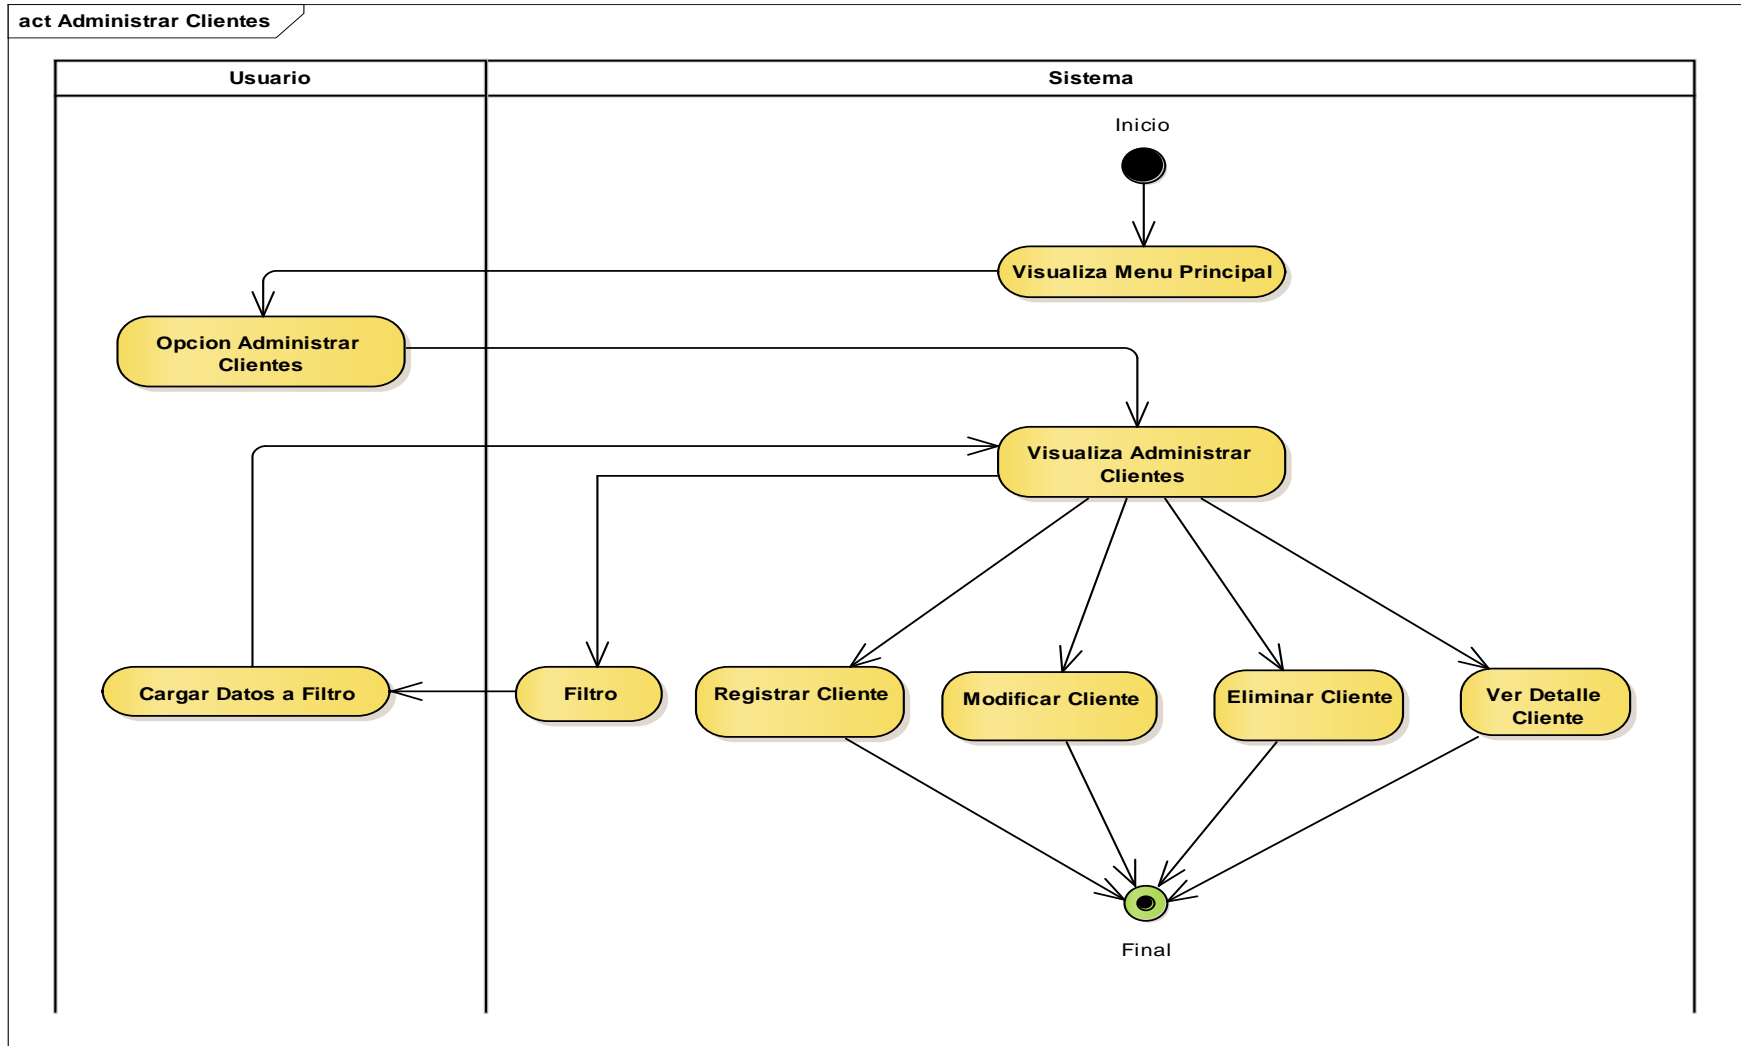 act Administrar Clientes
Usuario
Sistema
Inicio
Visualiza Menu Principal
Opcion Administrar
Clientes
Visualiza Administrar
Clientes
Cargar Datos a Filtro
Filtro
Registrar Cliente
Modificar Cliente
Eliminar Cliente
Ver Detalle
Cliente
Final